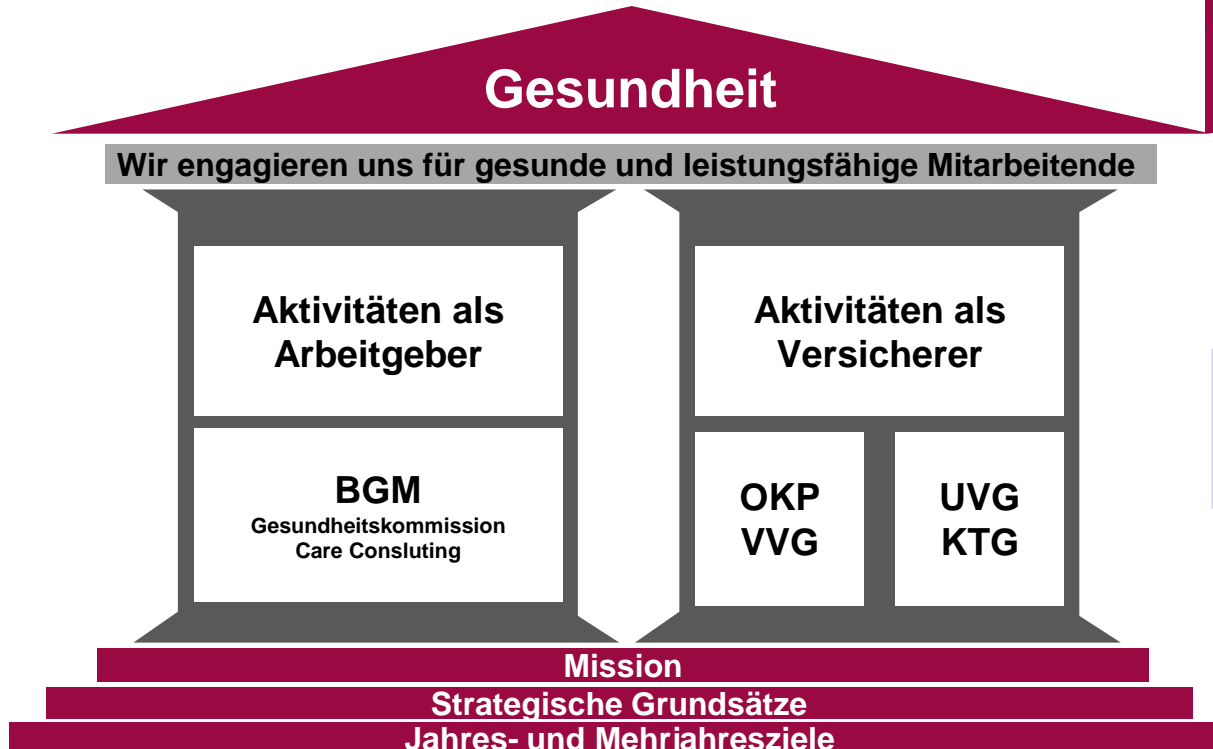 Gesundheit
Wir engagieren uns für gesunde und leistungsfähige Mitarbeitende
Aktivitäten als
Arbeitgeber
BGM
Gesundheitskommission
Care Consluting
Aktivitäten als
Versicherer
OKP
VVG
UVG
KTG
Mission
Strategische Grundsätze
Jahres- und Mehrjahresziele